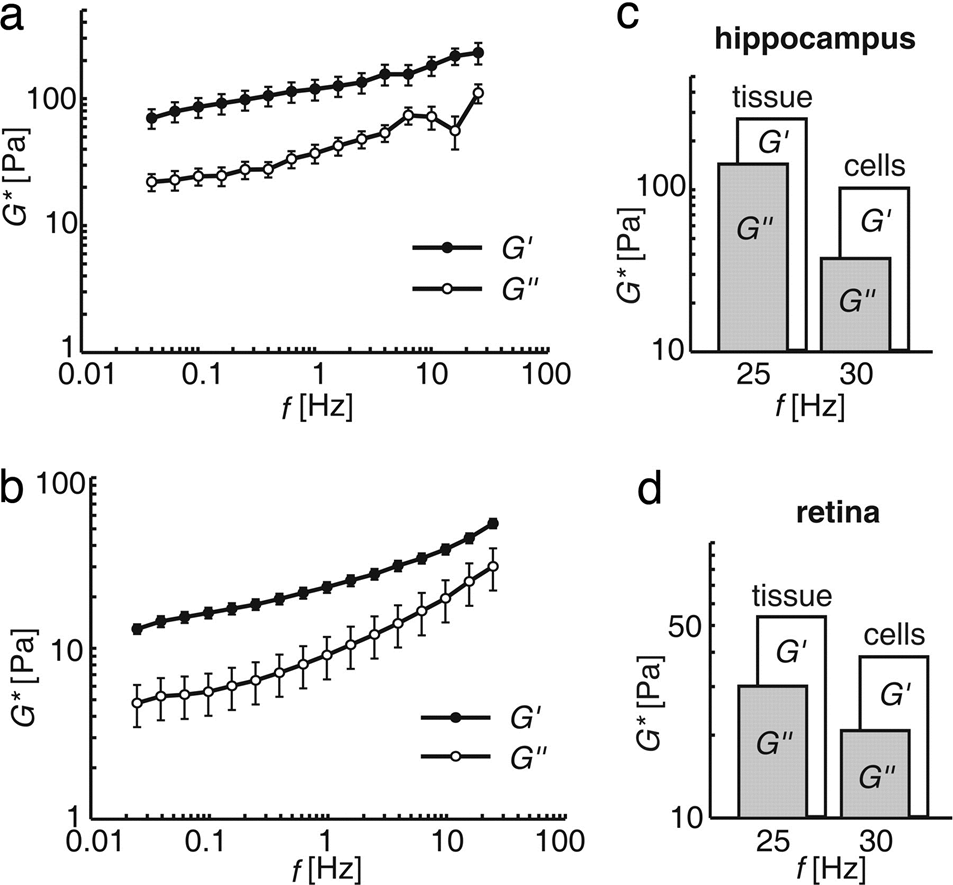 a
100
10
1
G* [Pa]
G'
G"
0.01 0.1 1 10 100
f [Hz]
b
100
10
1
G* [Pa]
G'
G"
0.01 0.1 1 10 100
f [Hz]
c
hippocampus
tissue
G'
cells
100
G* [Pa]
G"
G'
G"
10
25 30
f [Hz]
d
retina
tissue
50
G'
cells
G* [Pa]
G'
G"
G"
10
25 30
f [Hz]